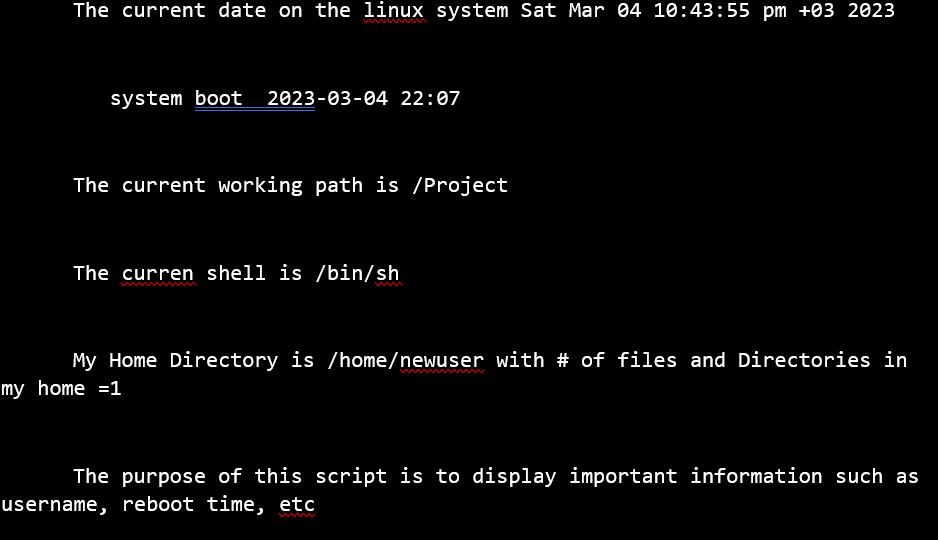 The current date on the linux system Sat Mar 04 10:43:55 pm +03 2023
system boot  2023-03-04 22:07
The current working path is /Project
The curren shell is /bin/sh
My Home Directory is /home/newuser with # of files and Directories in
my home =1
The purpose of this script is to display important information such as
username, reboot time, etc